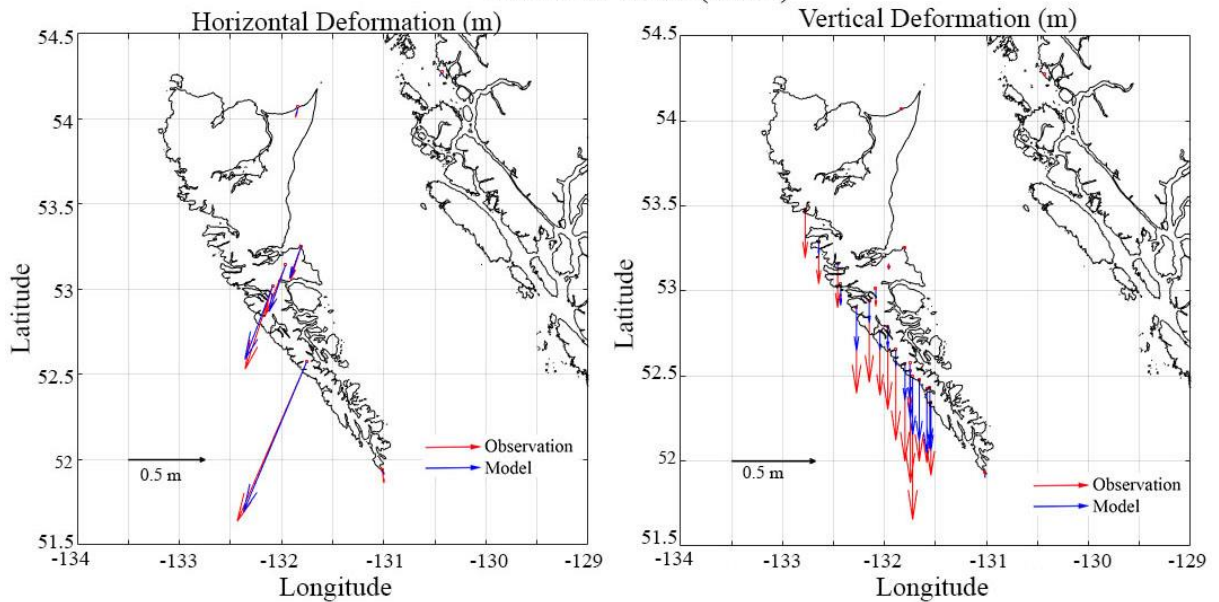 Horizontal Deformation (m)
54.5
54
53.5
53
52.5
52
51.5
Latitude
-134
-133
-132
-131
-130
-129
Longitude
0.5 m
Observation
Model
Vertical Deformation (m)
54.5
54
53.5
53
52.5
52
51.5
Latitude
-134
-133
-132
-131
-130
-129
Longitude
0.5 m
Observation
Model